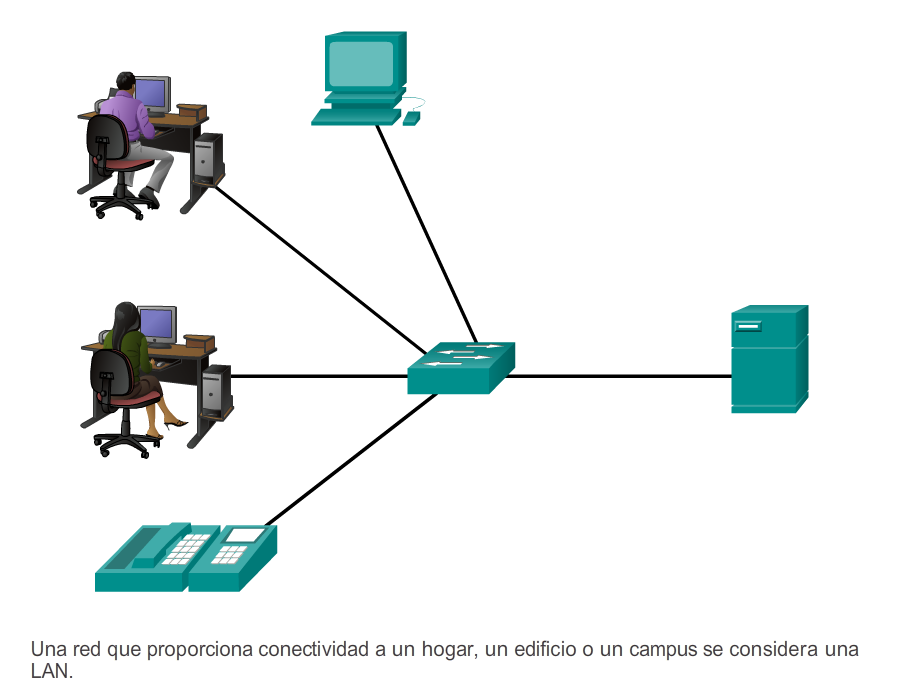 Una red que proporciona conectividad a un hogar, un edificio o un campus se considera una
LAN.